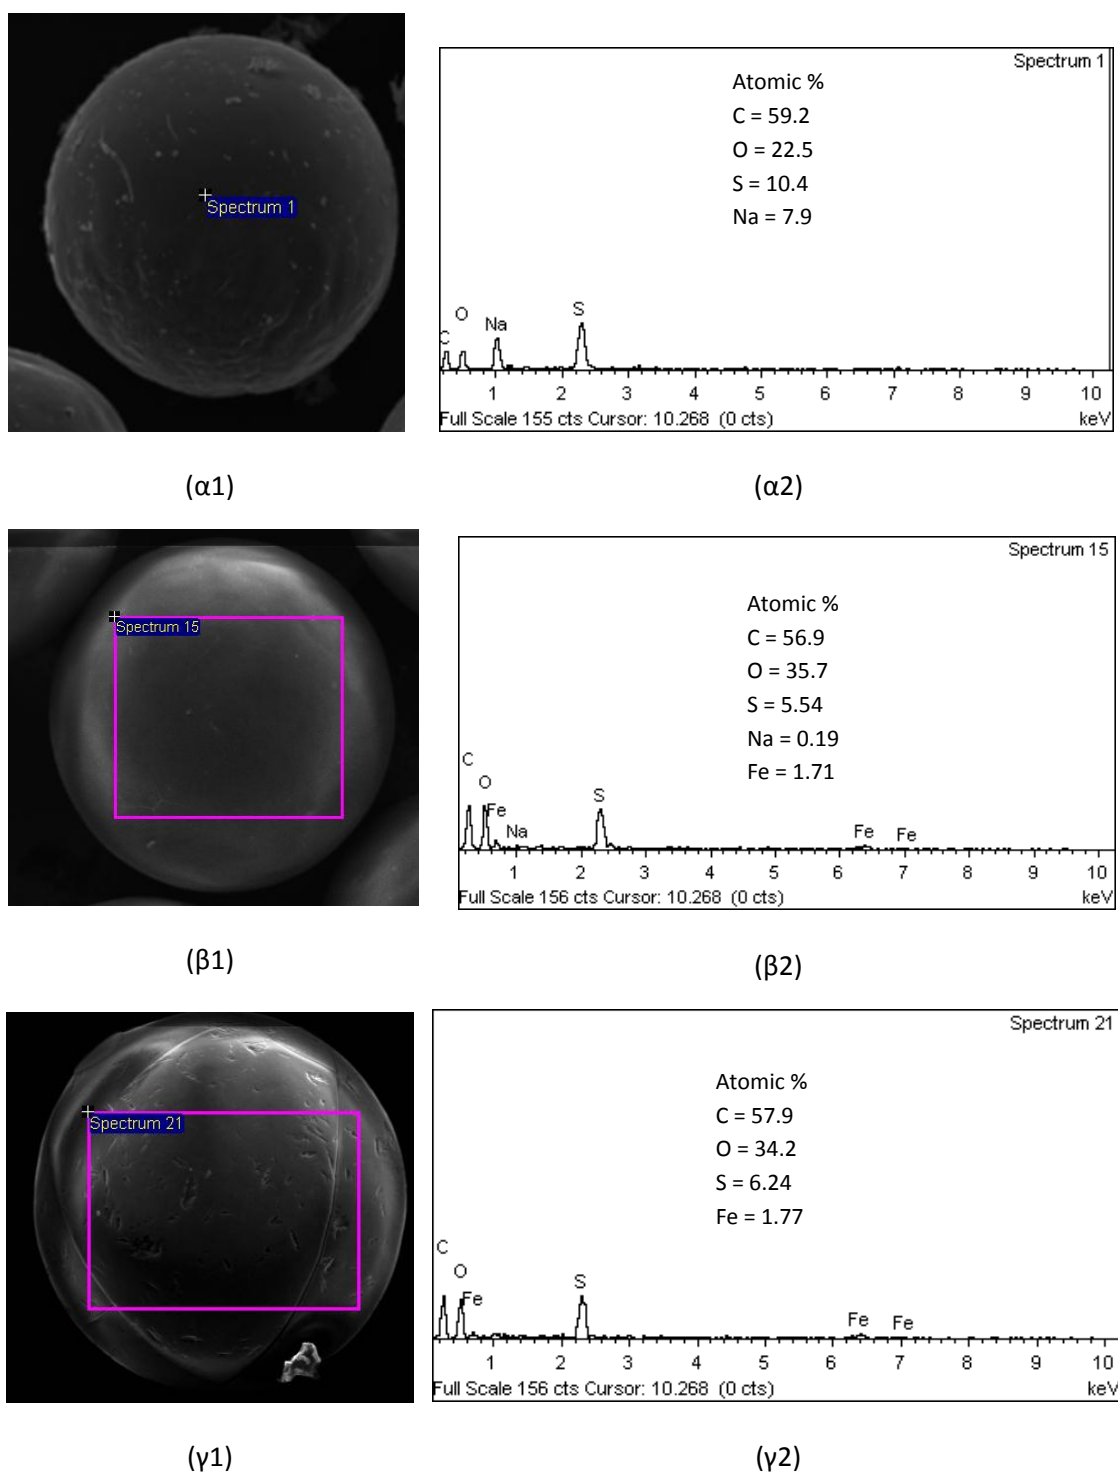 Spectrum 1
Spectrum 1
Atomic %
C = 59.2
O = 22.5
S = 10.4
Na = 7.9
C O Na S
1 2 3 4 5 6 7 8 9 10
Full Scale 155 cts Cursor: 10.268 (0 cts) keV
(α1)
(α2)
Spectrum 15
Spectrum 15
Atomic %
C = 56.9
O = 35.7
S = 5.54
Na = 0.19
Fe = 1.71
C O Fe Na S Fe Fe
1 2 3 4 5 6 7 8 9 10
Full Scale 156 cts Cursor: 10.268 (0 cts) keV
(β1)
(β2)
Spectrum 21
Spectrum 21
Atomic %
C = 57.9
O = 34.2
S = 6.24
Fe = 1.77
C O Fe S Fe Fe
1 2 3 4 5 6 7 8 9 10
Full Scale 156 cts Cursor: 10.268 (0 cts) keV
(γ1)
(γ2)